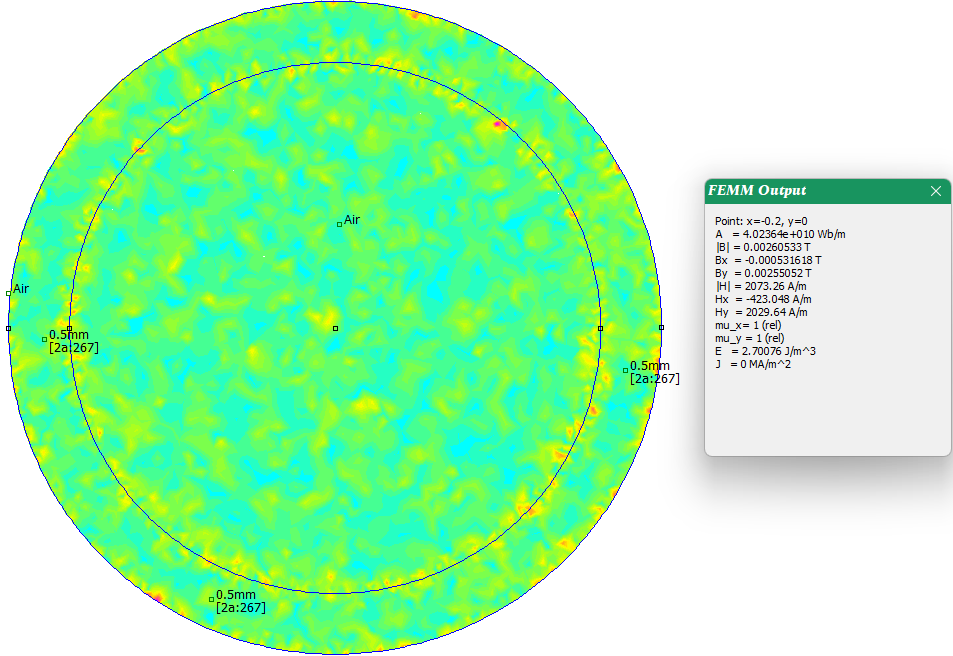 Air
Air
0.5mm
[2a:267]
0.5mm
[2a:267]
0.5mm
[2a:267]
FEMM Output
Point: x=-0.2, y=0
A = 4.02364e+010 Wb/m
|B| = 0.00260533 T
Bx = -0.000531618 T
By = 0.00255052 T
|H| = 2073.26 A/m
Hx = -423.048 A/m
Hy = 2029.64 A/m
mu_x= 1 (rel)
mu_y = 1 (rel)
E = 2.70076 J/m^3
J = 0 MA/m^2